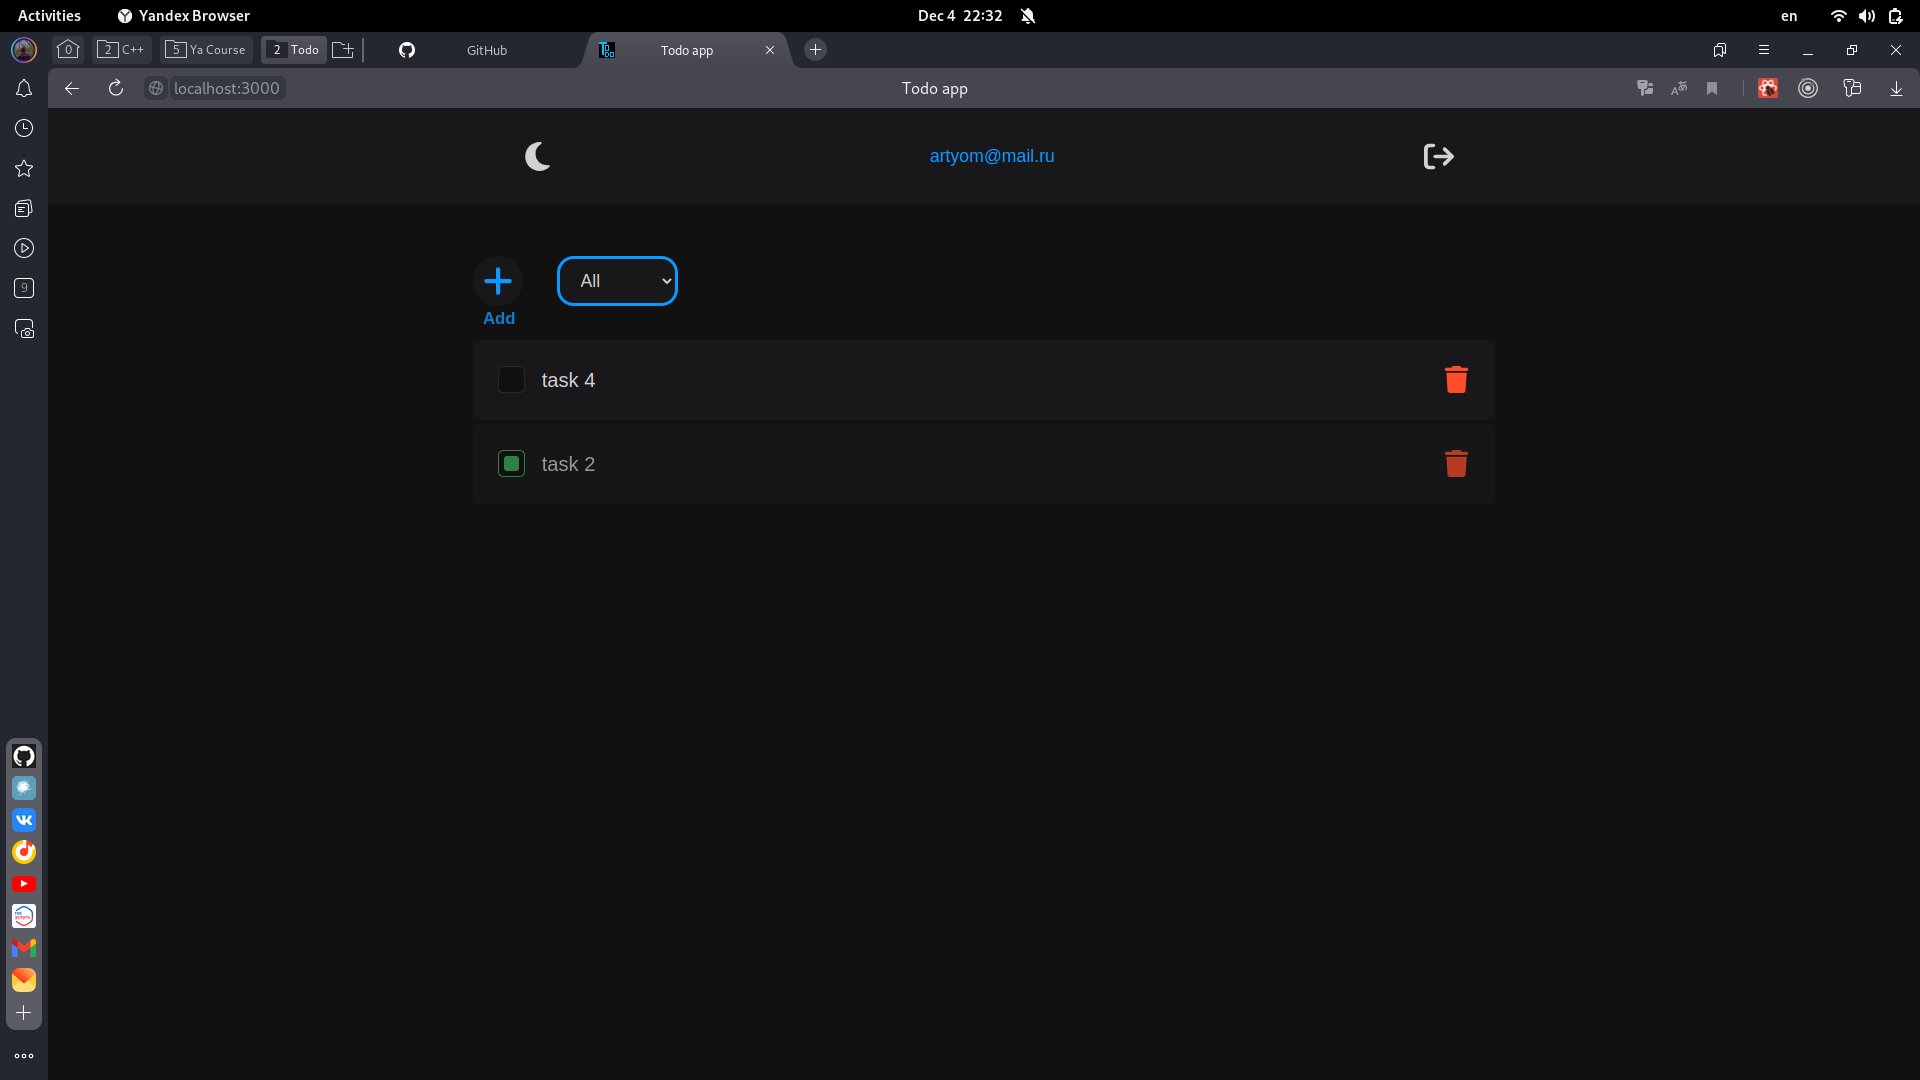 Activities Yandex Browser Dec 4 22:32 en
0 2 C++ 5 Ya Course 2 Todo GitHub Todo app
localhost:3000 Todo app
artyom@mail.ru
9
All
Add
task 4
task 2